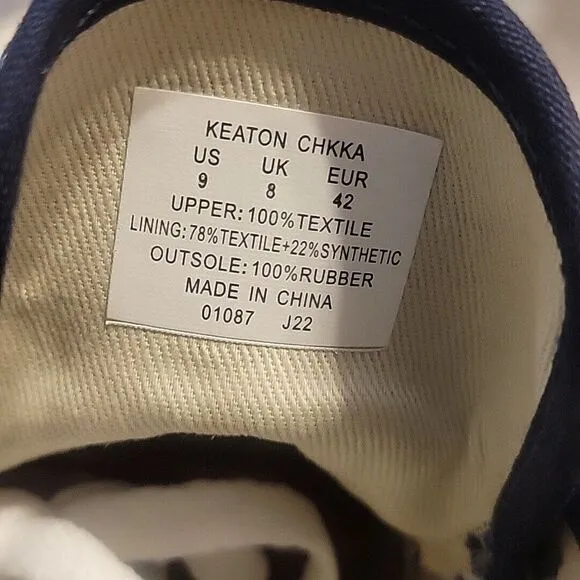 KEATON CHKKA
US UK EUR
9 8 42
UPPER: 100%TEXTILE
LINING: 78%TEXTILE+22%SYNTHETIC
OUTSOLE: 100%RUBBER
MADE IN CHINA
01087 J22